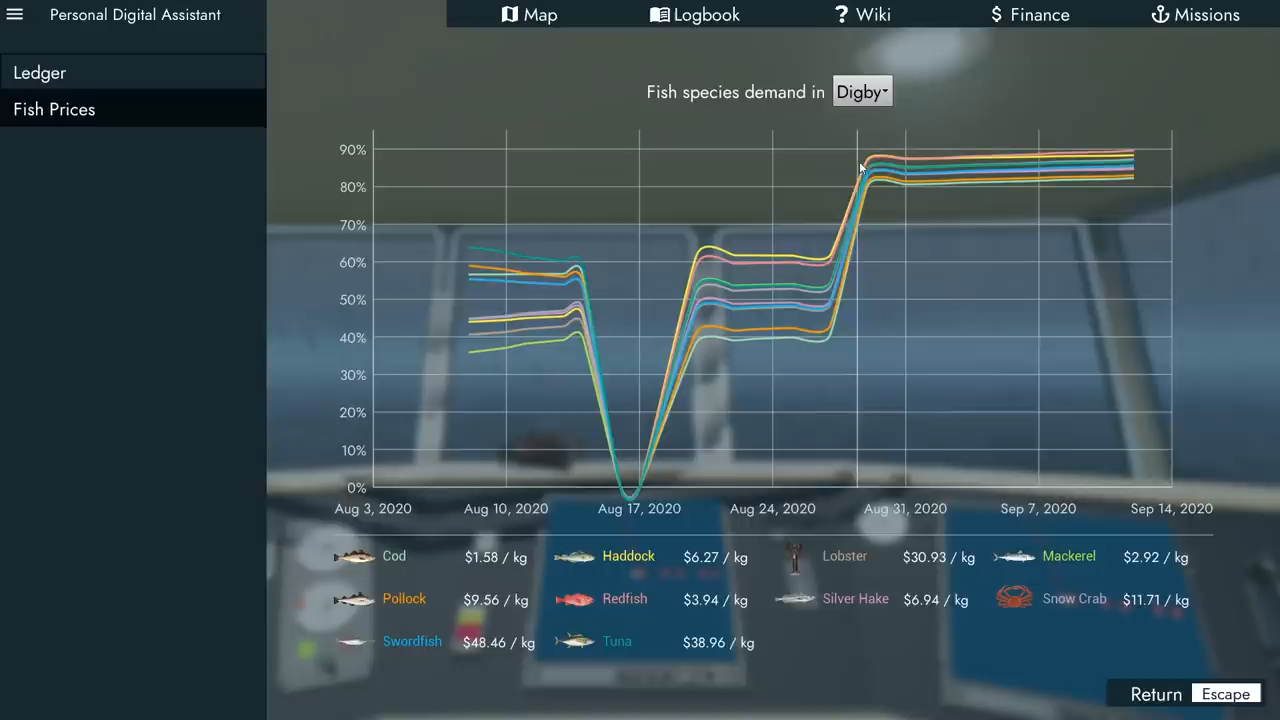 Personal Digital Assistant
Map
Logbook
Wiki
Finance
Missions
Ledger
Fish Prices
Fish species demand in Digby
90%
80%
70%
60%
50%
40%
30%
20%
10%
0%
Aug 3, 2020 Aug 10, 2020 Aug 17, 2020 Aug 24, 2020 Aug 31, 2020 Sep 7, 2020 Sep 14, 2020
Cod $1.58 / kg Haddock $6.27 / kg Lobster $30.93 / kg Mackerel $2.92 / kg
Pollock $9.56 / kg Redfish $3.94 / kg Silver Hake $6.94 / kg Snow Crab $11.71 / kg
Swordfish $48.46 / kg Tuna $38.96 / kg
Return Escape